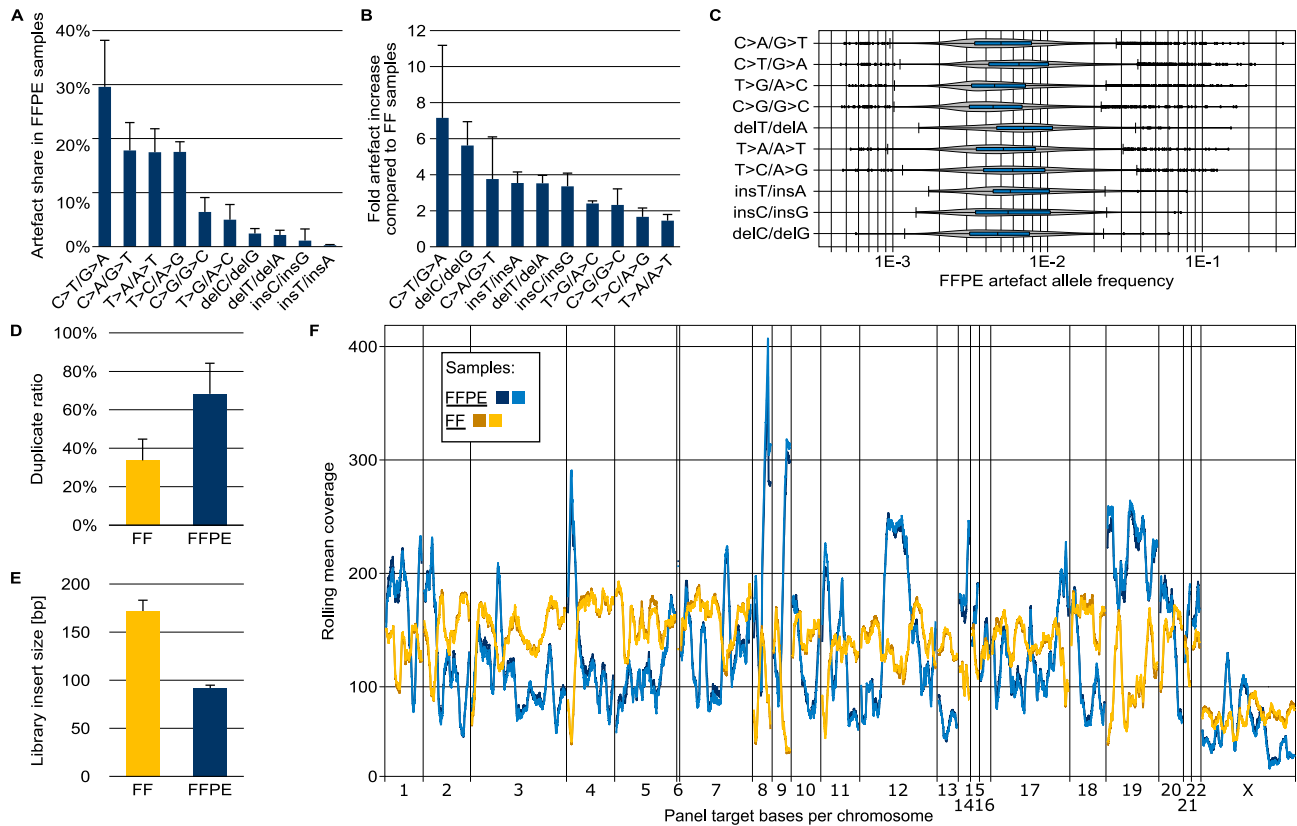 A
Artefact share in FFPE samples
40%
30%
20%
10%
0%
C>T/G>A
C>A/G>T
T>A/A>T
T>C/A>G
C>G/G>C
T>G/A>C
delC/delG
delT/delA
insC/insG
insT/insA
B
Fold artefact increase
compared to FF samples
12
10
8
6
4
2
0
C>T/G>A
delC/delG
C>A/G>T
insT/insA
delT/delA
insC/insG
T>G/A>C
C>G/G>C
T>C/A>G
T>A/A>T
C
C>A/G>T
C>T/G>A
T>G/A>C
C>G/G>C
delT/delA
T>A/A>T
T>C/A>G
insT/insA
insC/insG
delC/delG
1E-3
1E-2
1E-1
FFPE artefact allele frequency
D
Duplicate ratio
100%
80%
60%
40%
20%
0%
FF
FFPE
E
Library insert size [bp]
200
150
100
50
0
FF
FFPE
F
Rolling mean coverage
400
300
200
100
0
Samples:
FFPE
FF
1 2 3 4 5 6 7 8 9 10 11 12 13 15 17 18 19 20 22 X
14 16 21
Panel target bases per chromosome